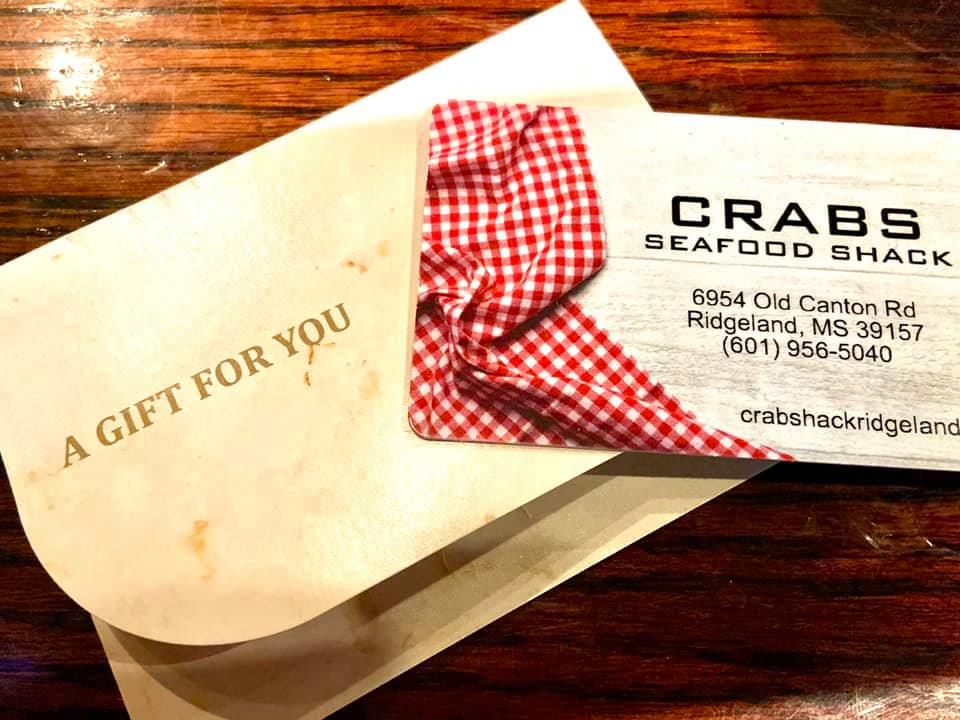 A GIFT FOR YOU
CRABS
SEAFOOD SHACK
6954 Old Canton Rd
Ridgeland, MS 39157
(601) 956-5040
crabshackridgeland